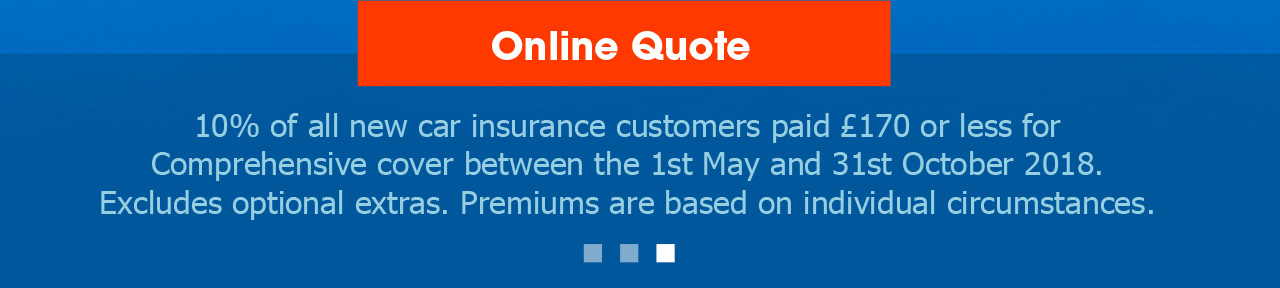 Online Quote
10% of all new car insurance customers paid £170 or less for
Comprehensive cover between the 1st May and 31st October 2018.
Excludes optional extras. Premiums are based on individual circumstances.